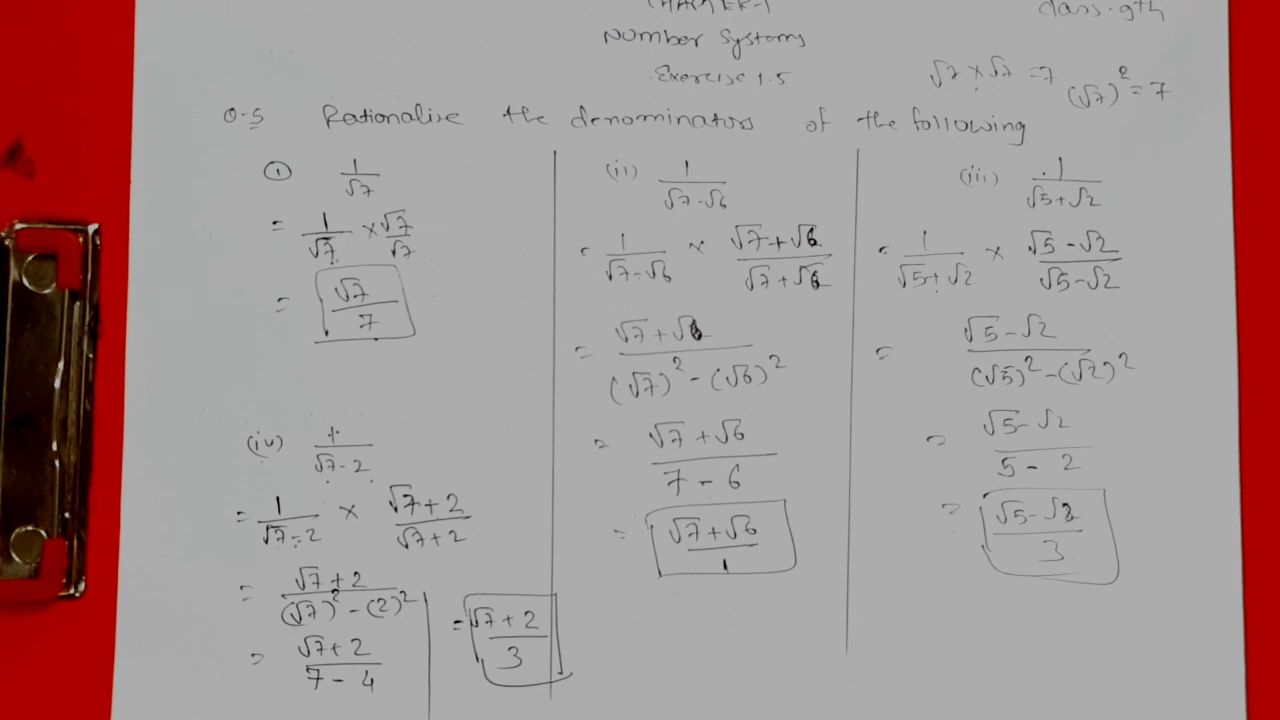 CHAPTER-1
class-9th
Number Systems
Exercise 1.5
√7 × √7 = 7
(√7)² = 7
Q-5 Rationalise the denominators of the following
(i) 1/√7
= 1/√7 × √7/√7
= √7/7
(ii) 1/√7-√6
= 1/√7-√6 × √7+√6/√7+√6
= √7+√6/(√7)²-(√6)²
= √7+√6/7-6
= √7+√6/1
(iii) 1/√5+√2
= 1/√5+√2 × √5-√2/√5-√2
= √5-√2/(√5)²-(√2)²
= √5-√2/5-2
= √5-√2/3
(iv) 1/√7-2
= 1/√7-2 × √7+2/√7+2
= √7+2/(√7)²-(2)²
= √7+2/7-4
= √7+2/3